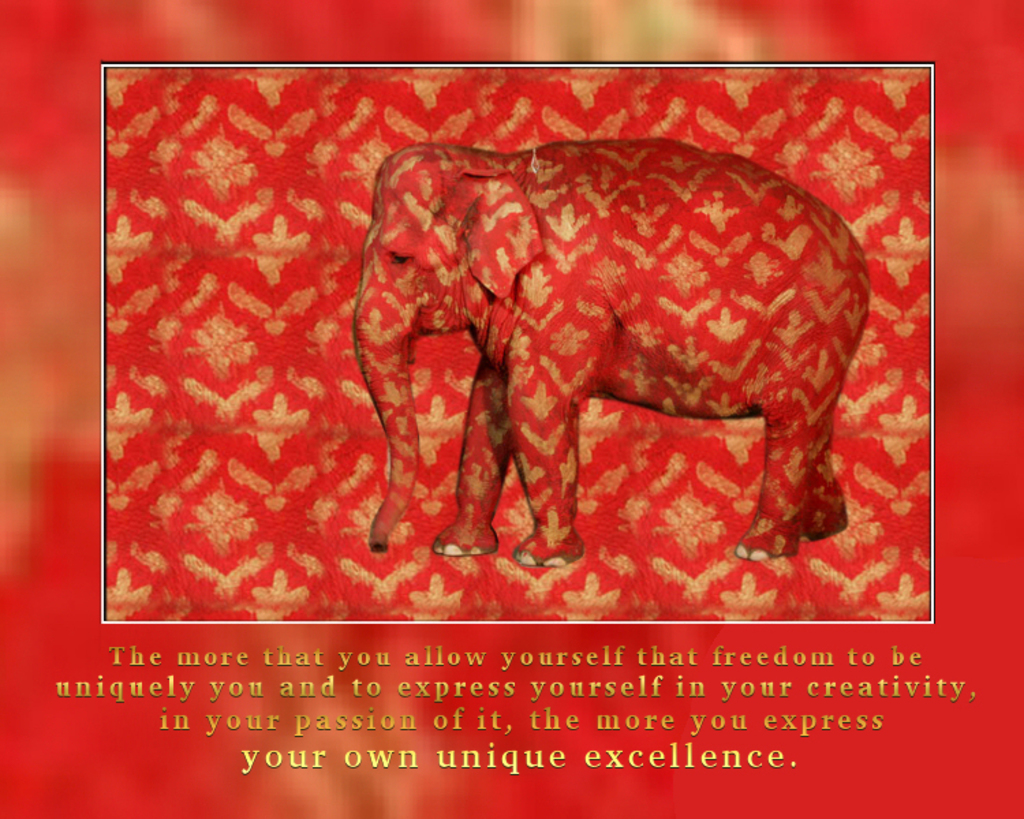 The more that you allow yourself that freedom to be
uniquely you and to express yourself in your creativity,
in your passion of it, the more you express
your own unique excellence.